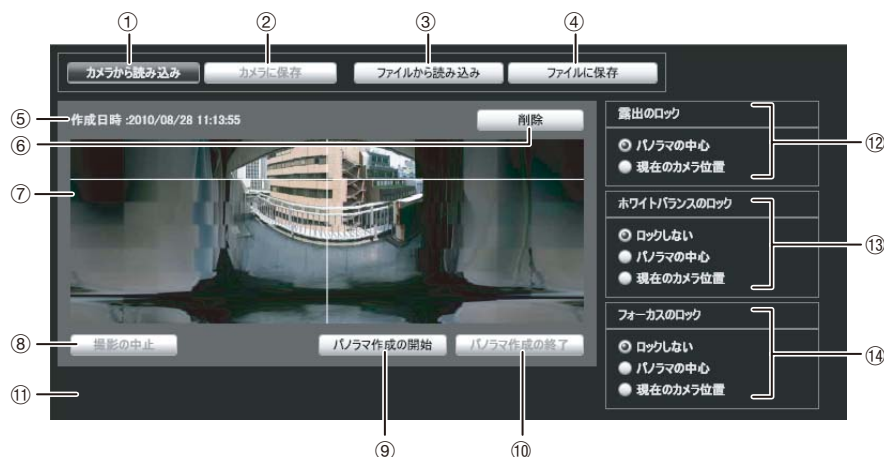 ① ② ③ ④
カメラから読み込み カメラに保存 ファイルから読み込み ファイルに保存
⑤ 作成日時 :2010/08/28 11:13:55
⑥ 削除
⑦
⑧ 撮影の中止 パノラマ作成の開始 パノラマ作成の終了
⑪
⑨ ⑩
露出のロック
パノラマの中心
現在のカメラ位置
⑫
ホワイトバランスのロック
ロックしない
パノラマの中心
現在のカメラ位置
⑬
フォーカスのロック
ロックしない
パノラマの中心
現在のカメラ位置
⑭